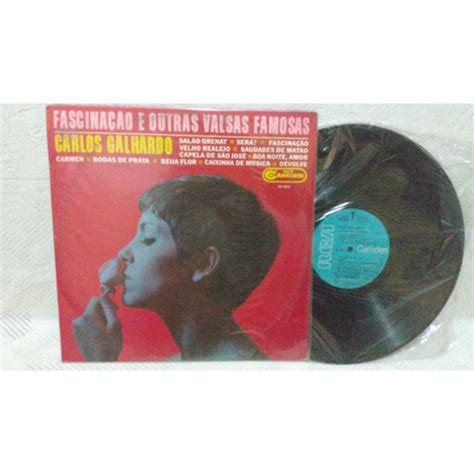 FASCINAÇÃO E OUTRAS VALSAS FAMOSAS
CARLOS GALHARDO
SALÃO GRENAT ★ SERÁ? ★ FASCINAÇÃO
VELHO REALEJO ★ SAUDADES DE MATÃO
CAPELA DE SÃO JOSÉ ★ BOA NOITE, AMOR
CARMEN ★ BODAS DE PRATA ★ BEIJA FLOR ★ CAIXINHA DE MÚSICA ★ DEVOLVE
CAMDEN
RCA
1
Camden